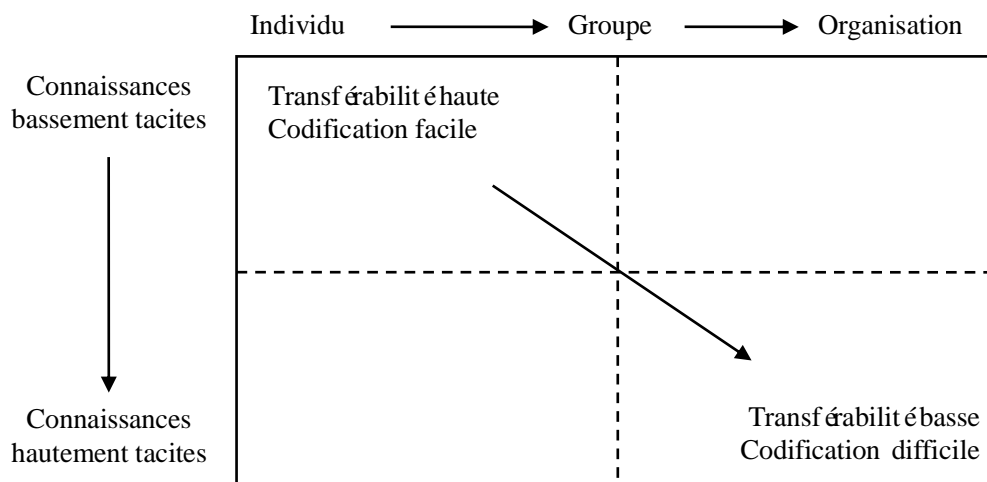 Individu Groupe Organisation
Connaissances
bassement tacites
Transférabilité haute
Codification facile
Connaissances
hautement tacites
Transférabilité basse
Codification difficile